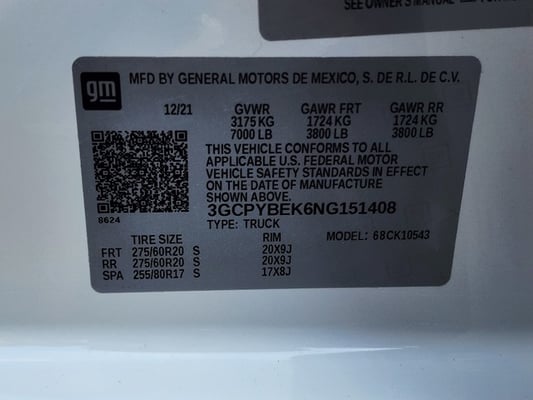 SEE OWNER'S MANUAL
gm
MFD BY GENERAL MOTORS DE MEXICO, S. DE R.L. DE C.V.
12/21 GVWR GAWR FRT GAWR RR
3175 KG 1724 KG 1724 KG
7000 LB 3800 LB 3800 LB
THIS VEHICLE CONFORMS TO ALL
APPLICABLE U.S. FEDERAL MOTOR
VEHICLE SAFETY STANDARDS IN EFFECT
ON THE DATE OF MANUFACTURE
SHOWN ABOVE.
3GCPYBEK6NG151408
8624
TYPE: TRUCK
TIRE SIZE RIM MODEL: 68CK10543
FRT 275/60R20 S 20X9J
RR 275/60R20 S 20X9J
SPA 255/80R17 S 17X8J